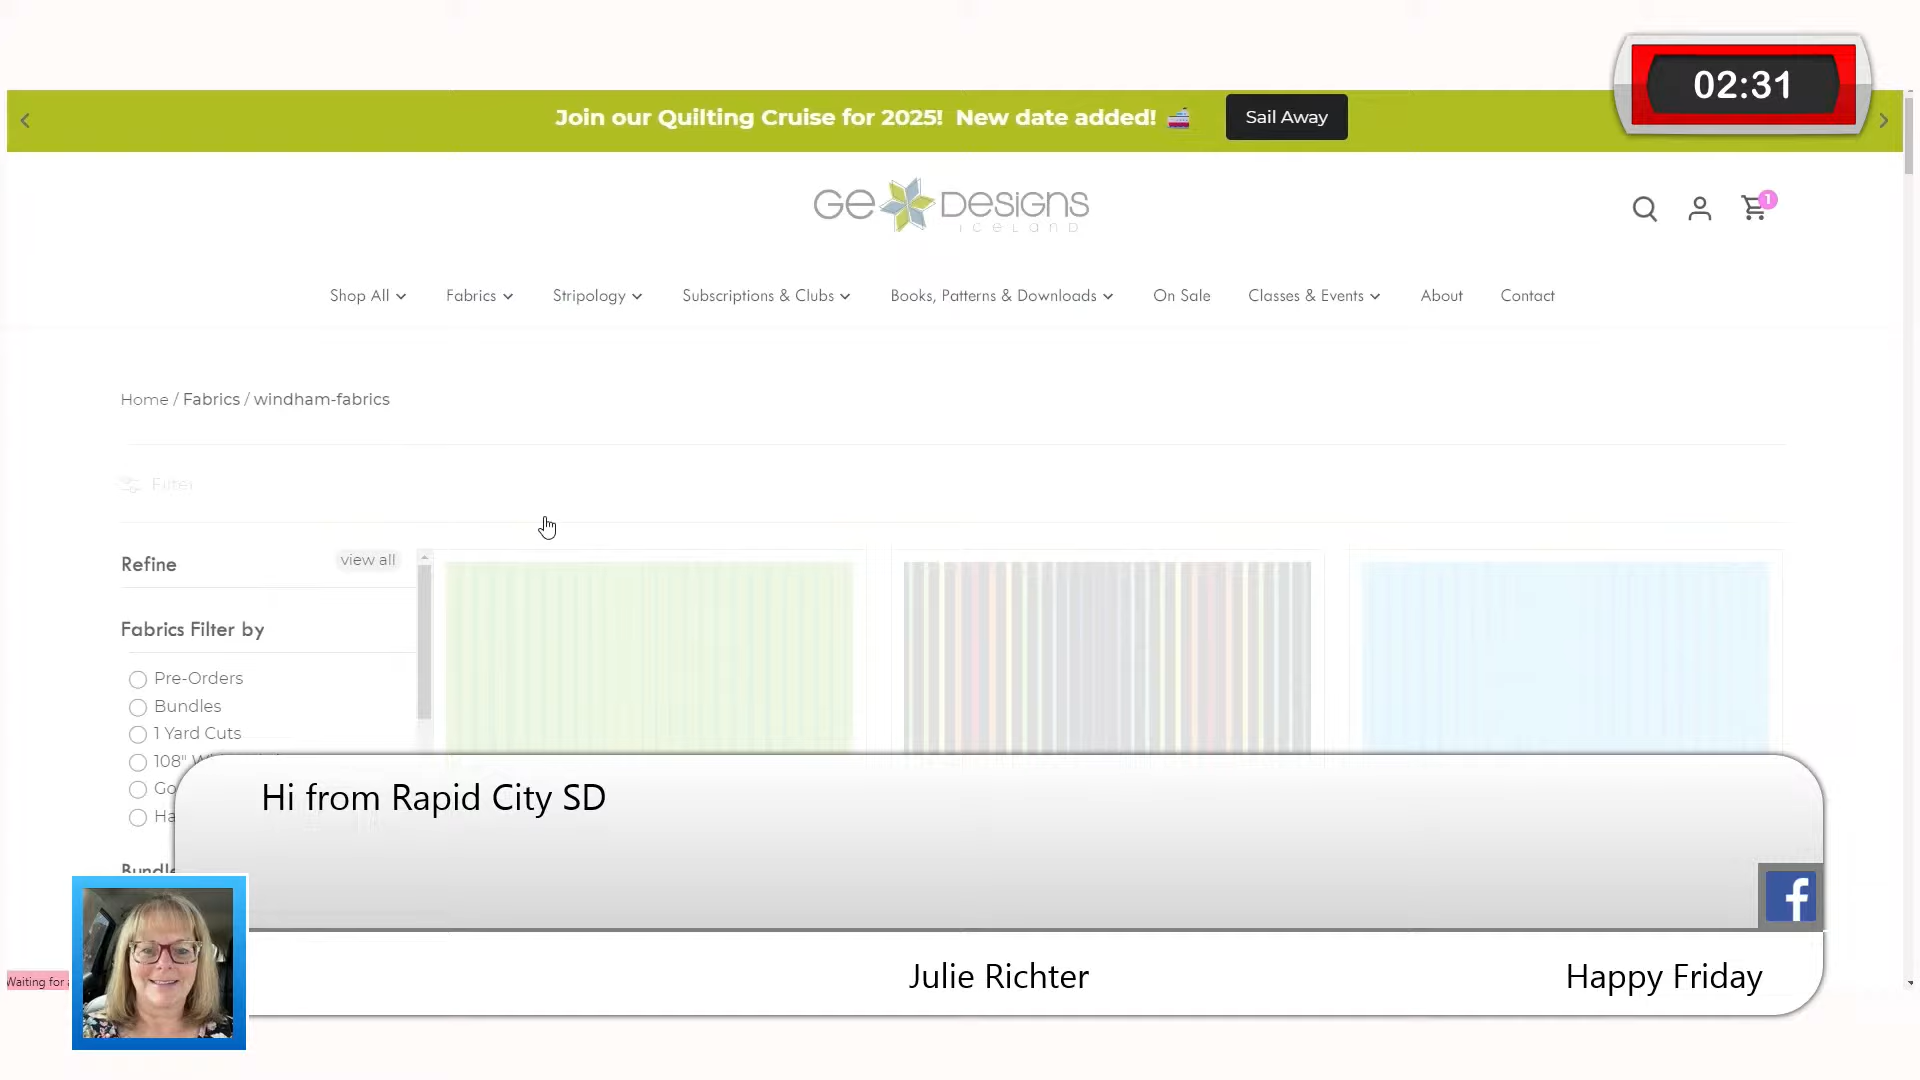 02:31
Join our Quilting Cruise for 2025! New date added!
Sail Away
GE Designs
Iceland
1
Shop All
Fabrics
Stripology
Subscriptions & Clubs
Books, Patterns & Downloads
On Sale
Classes & Events
About
Contact
Home / Fabrics / windham-fabrics
Filter
Refine
view all
Fabrics Filter by
Pre-Orders
Bundles
1 Yard Cuts
108"
Hi from Rapid City SD
Waiting for
Julie Richter
Happy Friday